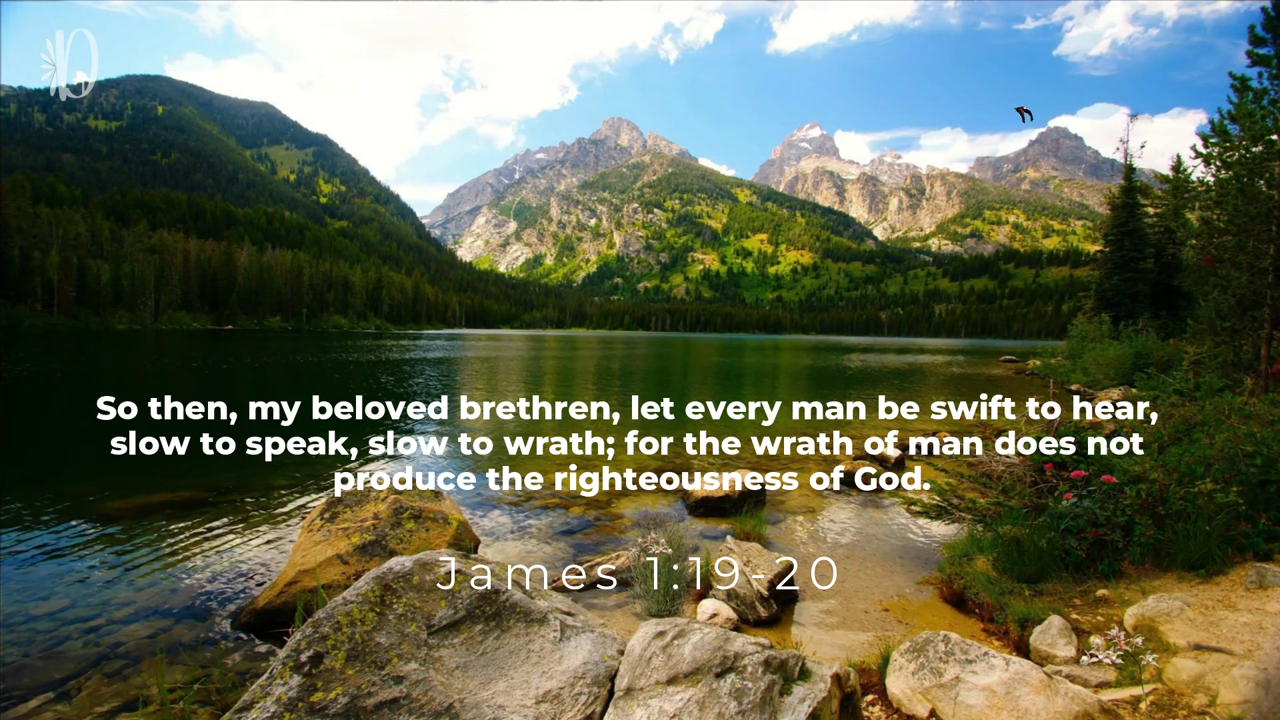 So then, my beloved brethren, let every man be swift to hear,
slow to speak, slow to wrath; for the wrath of man does not
produce the righteousness of God.
James 1:19-20